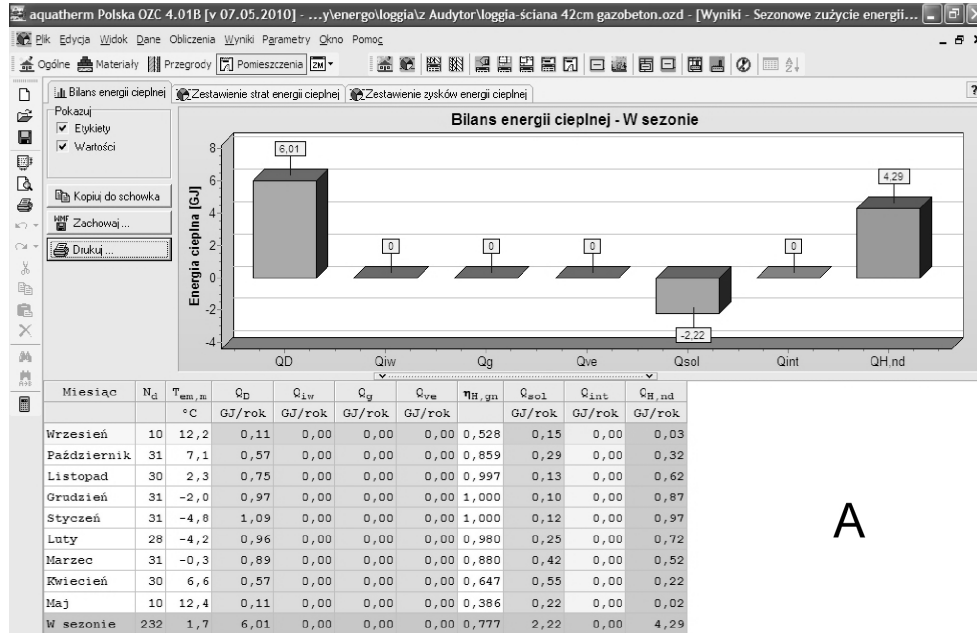 aquatherm Polska OZC 4.01B [v 07.05.2010] - ...y\energo\loggia\z Audytor\loggia-ściana 42cm gazobeton.ozd - [Wyniki - Sezonowe zużycie energii...
Plik Edycja Widok Dane Obliczenia Wyniki Parametry Okno Pomoc
Ogólne Materiały Przegrody Pomieszczenia ZM
Bilans energii cieplnej Zestawienie strat energii cieplnej Zestawienie zysków energii cieplnej
Pokazuj
Etykiety
Wartości
Kopiuj do schowka
WMF Zachowaj ...
Drukuj ...
Bilans energii cieplnej - W sezonie
Energia cieplna [GJ]
8
6
4
2
0
-2
-4
6,01 0 0 0 -2,22 0 4,29
QD Qiw Qg Qve Qsol Qint QH,nd
Miesiąc Nd Tem,m QD Qiw Qg Qve ηH,gn Qsol Qint QH,nd
°C GJ/rok GJ/rok GJ/rok GJ/rok GJ/rok GJ/rok GJ/rok
Wrzesień 10 12,2 0,11 0,00 0,00 0,00 0,528 0,15 0,00 0,03
Październik 31 7,1 0,57 0,00 0,00 0,00 0,859 0,29 0,00 0,32
Listopad 30 2,3 0,75 0,00 0,00 0,00 0,997 0,13 0,00 0,62
Grudzień 31 -2,0 0,97 0,00 0,00 0,00 1,000 0,10 0,00 0,87
Styczeń 31 -4,8 1,09 0,00 0,00 0,00 1,000 0,12 0,00 0,97
Luty 28 -4,2 0,96 0,00 0,00 0,00 0,980 0,25 0,00 0,72
Marzec 31 -0,3 0,89 0,00 0,00 0,00 0,880 0,42 0,00 0,52
Kwiecień 30 6,6 0,57 0,00 0,00 0,00 0,647 0,55 0,00 0,22
Maj 10 12,4 0,11 0,00 0,00 0,00 0,386 0,22 0,00 0,02
W sezonie 232 1,7 6,01 0,00 0,00 0,00 0,777 2,22 0,00 4,29
A